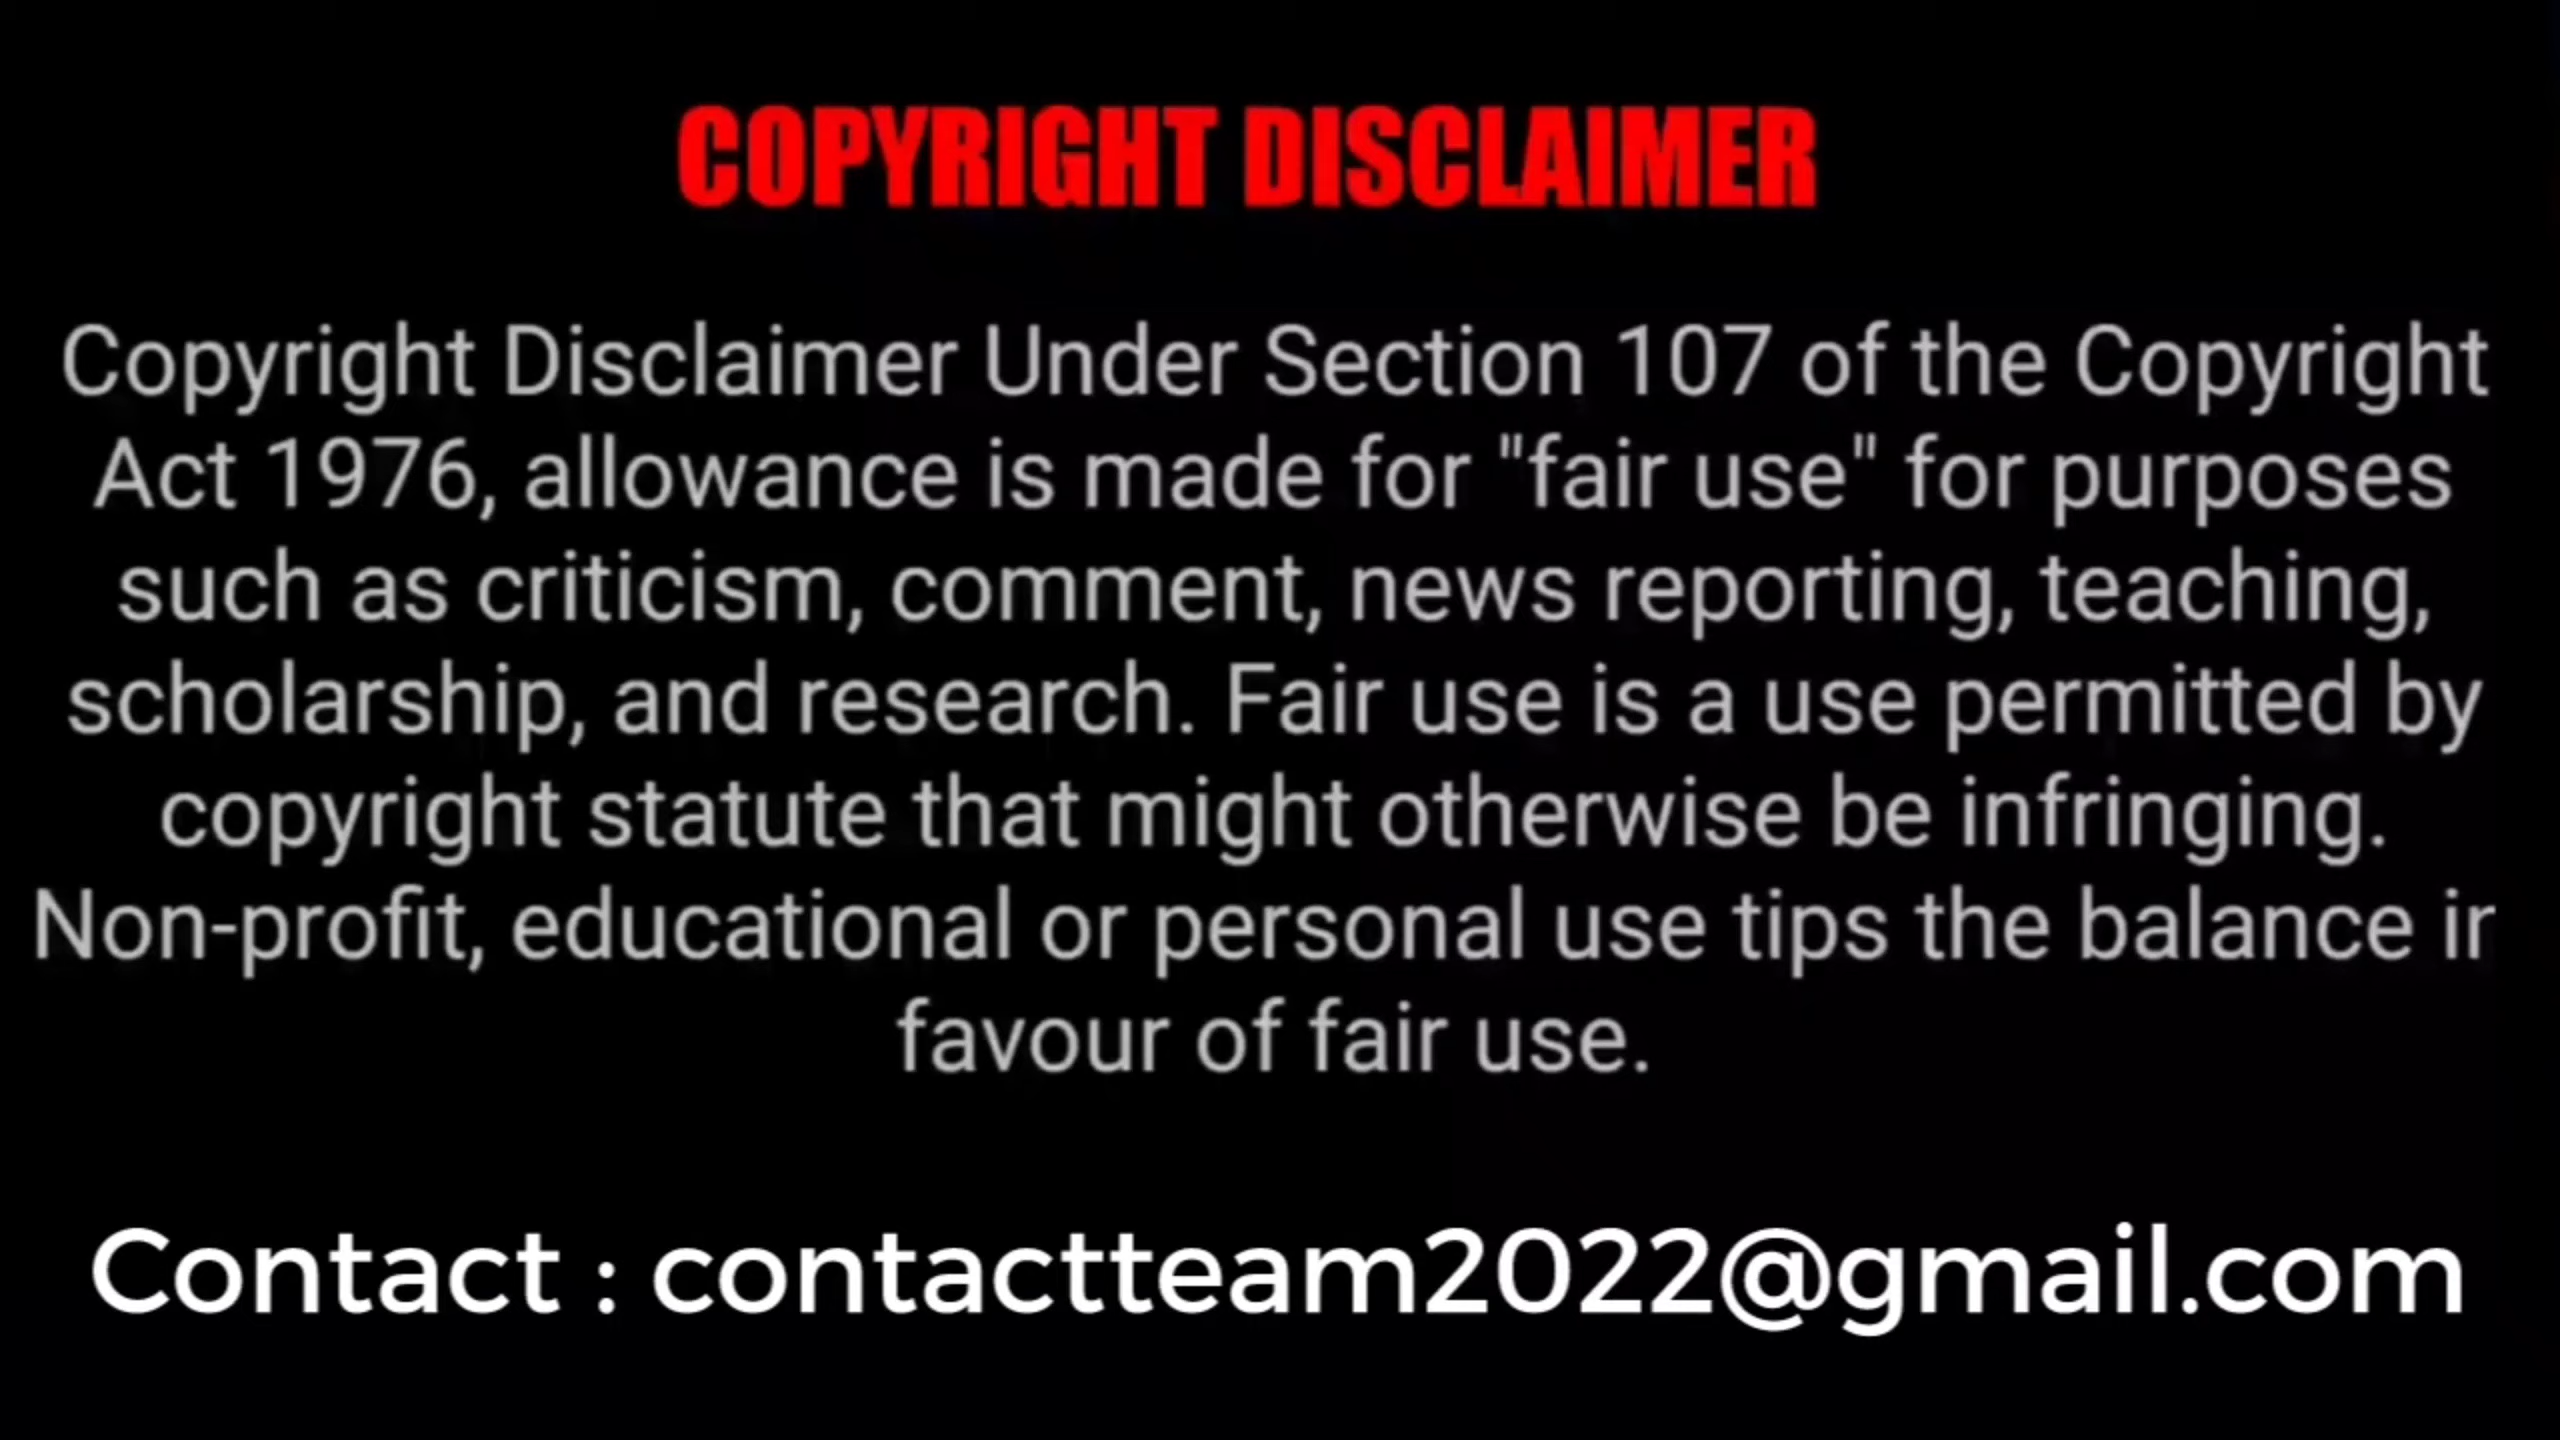 COPYRIGHT DISCLAIMER
Copyright Disclaimer Under Section 107 of the Copyright
Act 1976, allowance is made for "fair use" for purposes
such as criticism, comment, news reporting, teaching,
scholarship, and research. Fair use is a use permitted by
copyright statute that might otherwise be infringing.
Non-profit, educational or personal use tips the balance ir
favour of fair use.
Contact : contactteam2022@gmail.com